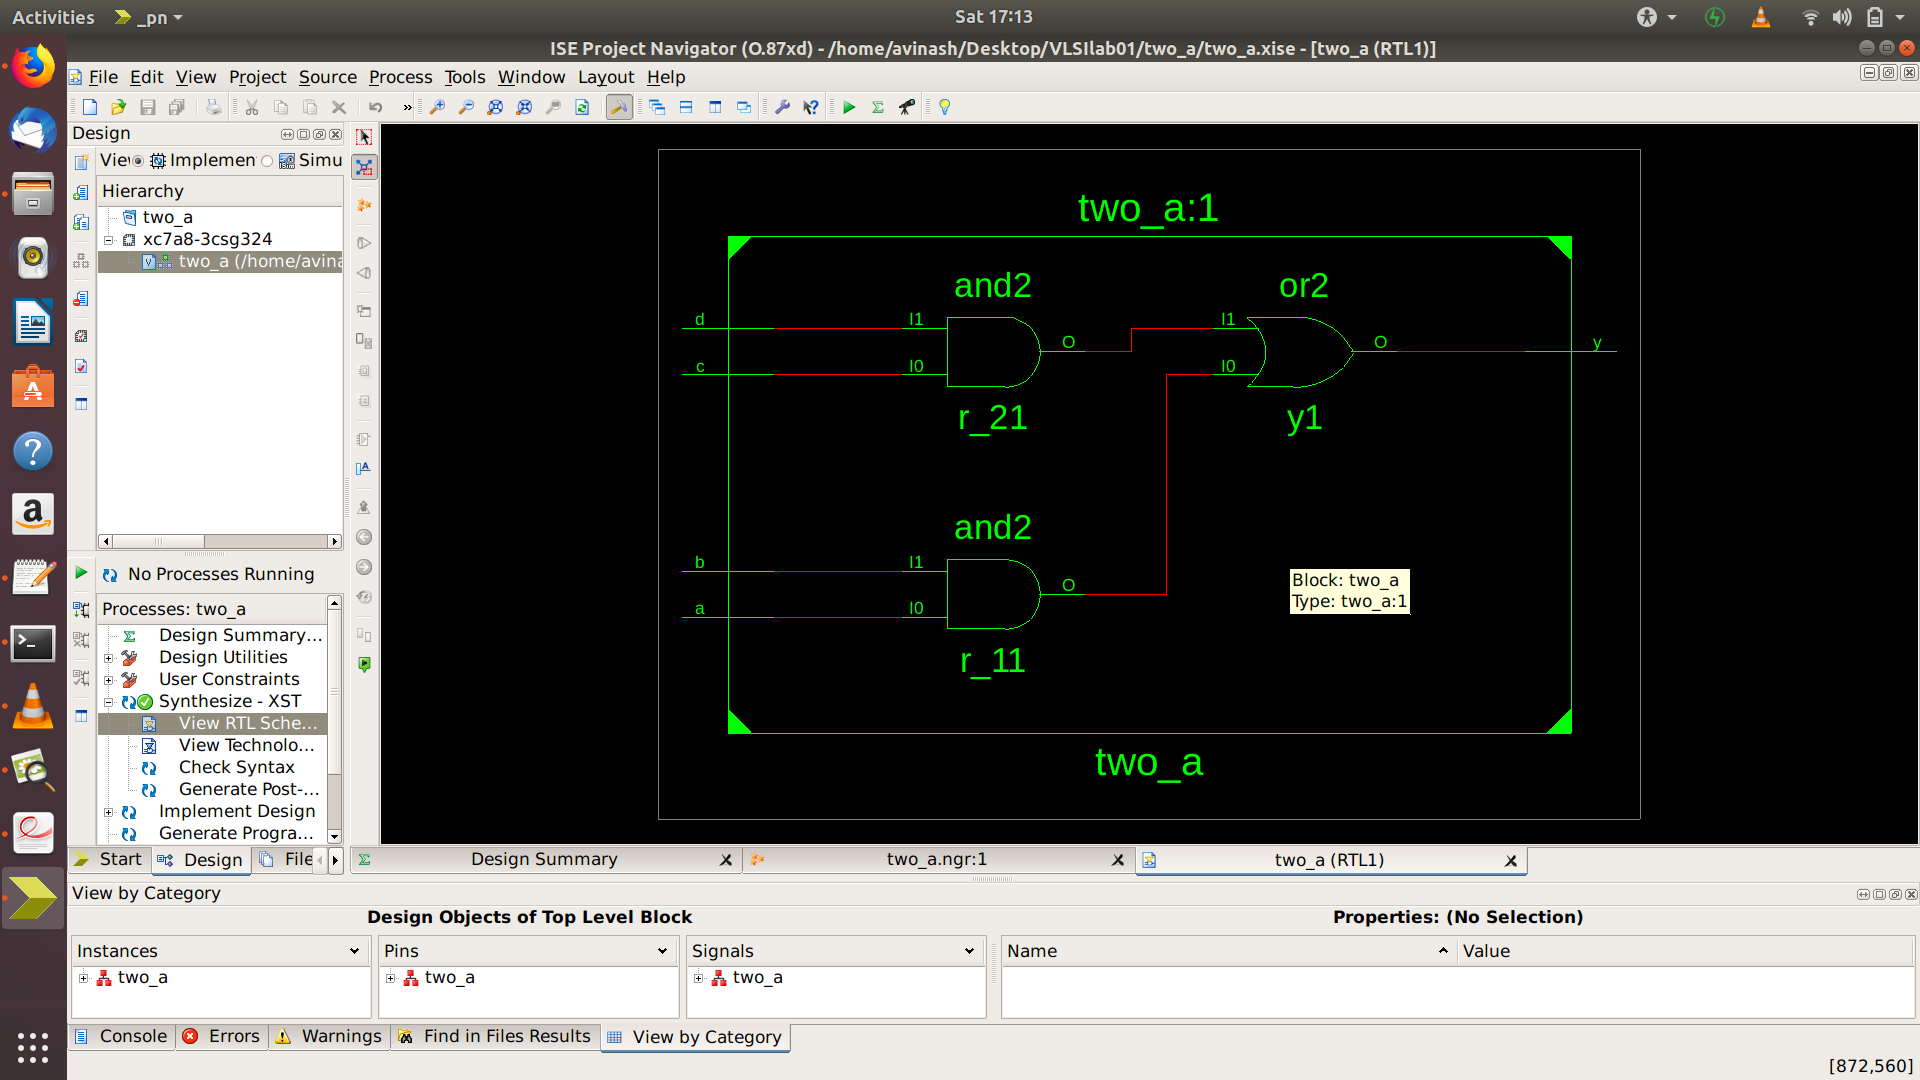 Activities
_pn
Sat 17:13
ISE Project Navigator (O.87xd) - /home/avinash/Desktop/VLSIlab01/two_a/two_a.xise - [two_a (RTL1)]
File Edit View Project Source Process Tools Window Layout Help
Design
Viev Implemen Simu
Hierarchy
two_a
xc7a8-3csg324
two_a (/home/avina
No Processes Running
Processes: two_a
Design Summary...
Design Utilities
User Constraints
Synthesize - XST
View RTL Sche...
View Technolo...
Check Syntax
Generate Post-...
Implement Design
Generate Progra...
Start
Design
File
two_a:1
and2
or2
d
I1
O
I1
O
y
c
I0
I0
r_21
y1
and2
b
I1
O
a
I0
r_11
Block: two_a
Type: two_a:1
two_a
Design Summary
two_a.ngr:1
two_a (RTL1)
View by Category
Design Objects of Top Level Block
Properties: (No Selection)
Instances
Pins
Signals
Name
Value
two_a
two_a
two_a
Console
Errors
Warnings
Find in Files Results
View by Category
[872,560]